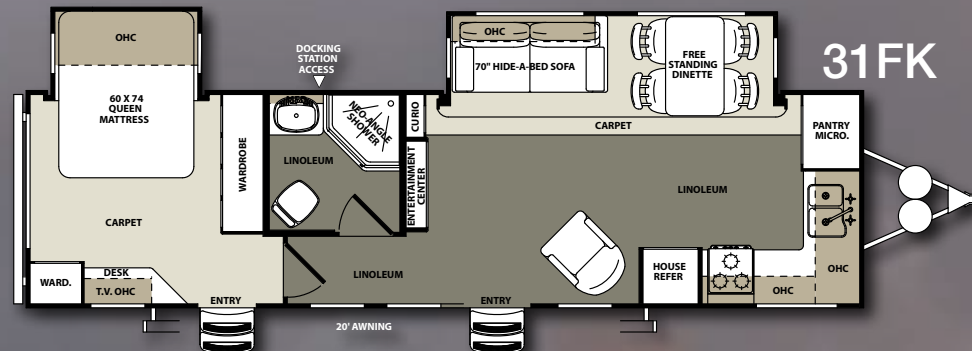 OHC
60 X 74
QUEEN
MATTRESS
CARPET
WARD.
DESK
T.V. OHC
ENTRY
WARDROBE
DOCKING
STATION
ACCESS
NEO-ANGLE
SHOWER
LINOLEUM
CURIO
ENTERTAINMENT
CENTER
LINOLEUM
20' AWNING
ENTRY
OHC
70" HIDE-A-BED SOFA
FREE
STANDING
DINETTE
CARPET
LINOLEUM
HOUSE
REFER
OHC
OHC
PANTRY
MICRO.
31FK